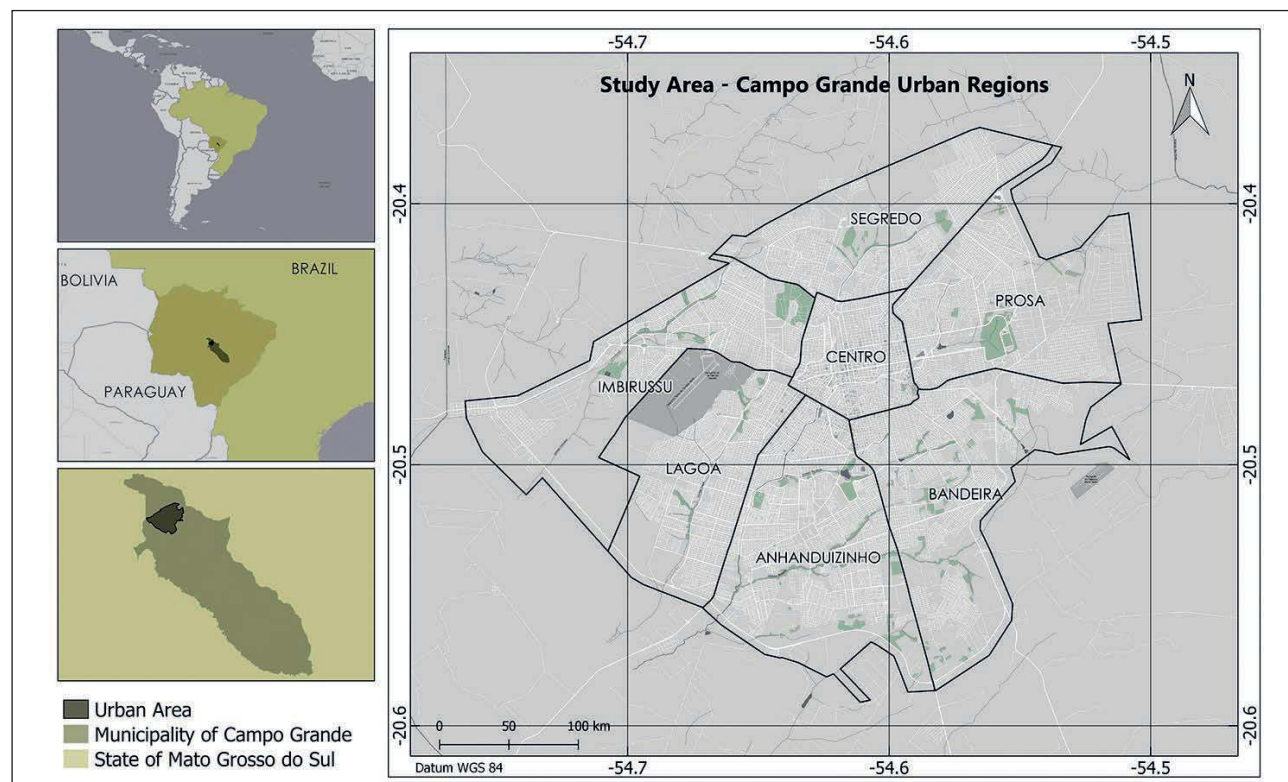 -54.7
-54.6
-54.5
Study Area - Campo Grande Urban Regions
N
-20.4
-20.4
SEGREDO
PROSA
CENTRO
IMBIRUSSU
-20.5
-20.5
LAGOA
BANDEIRA
ANHANDUIZINHO
-20.6
-20.6
0 50 100 km
Datum WGS 84
-54.7
-54.6
-54.5
BOLIVIA
BRAZIL
PARAGUAY
Urban Area
Municipality of Campo Grande
State of Mato Grosso do Sul